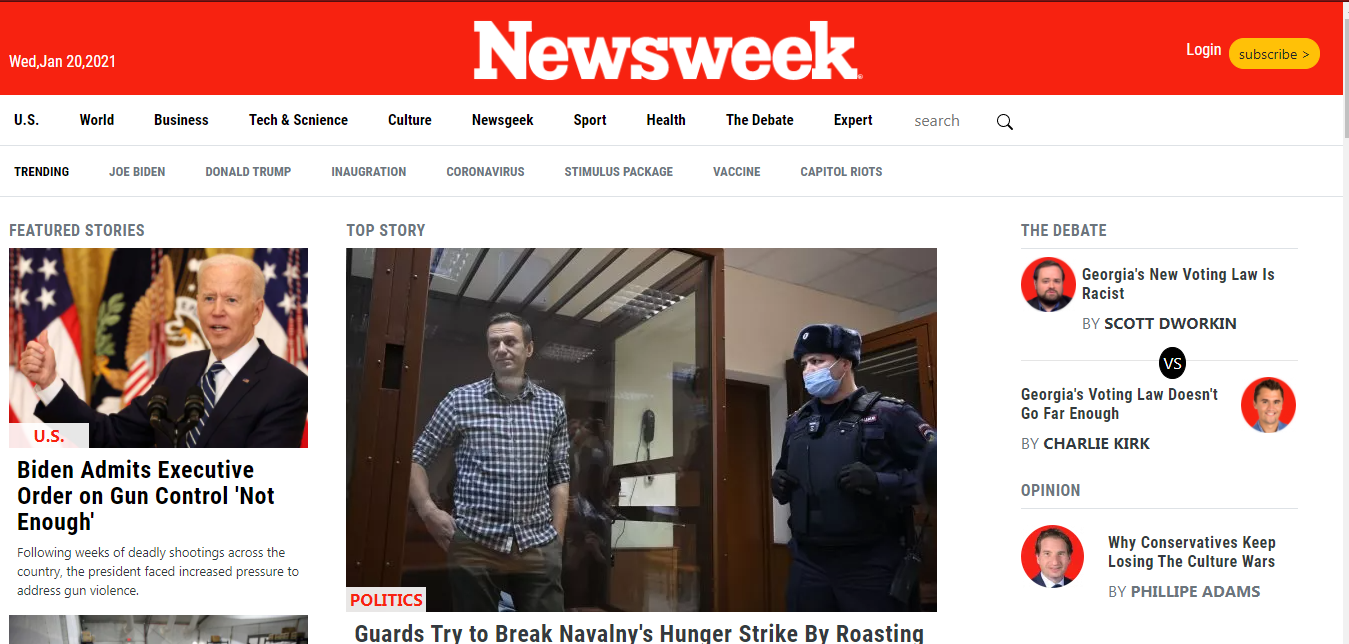 Newsweek
Wed,Jan 20,2021
Login
subscribe >
U.S. World Business Tech & Scnience Culture Newsgeek Sport Health The Debate Expert search
TRENDING JOE BIDEN DONALD TRUMP INAUGRATION CORONAVIRUS STIMULUS PACKAGE VACCINE CAPITOL RIOTS
FEATURED STORIES
U.S.
Biden Admits Executive
Order on Gun Control 'Not
Enough'
Following weeks of deadly shootings across the
country, the president faced increased pressure to
address gun violence.
TOP STORY
POLITICS
Guards Try to Break Navalny's Hunger Strike By Roasting
THE DEBATE
Georgia's New Voting Law Is
Racist
BY SCOTT DWORKIN
VS
Georgia's Voting Law Doesn't
Go Far Enough
BY CHARLIE KIRK
OPINION
Why Conservatives Keep
Losing The Culture Wars
BY PHILLIPE ADAMS